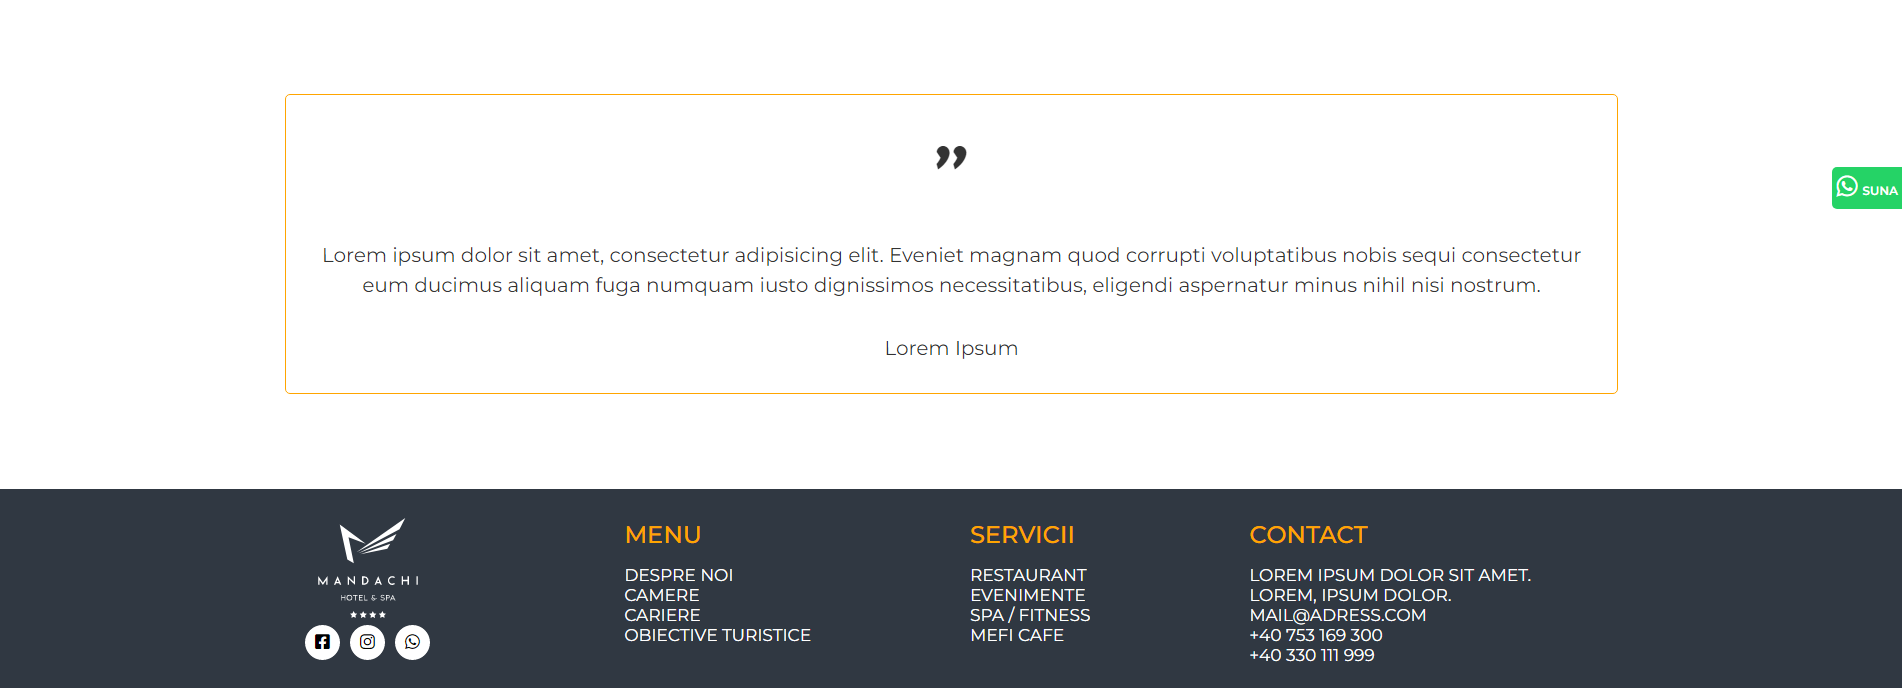 ”
Lorem ipsum dolor sit amet, consectetur adipisicing elit. Eveniet magnam quod corrupti voluptatibus nobis sequi consectetur
eum ducimus aliquam fuga numquam iusto dignissimos necessitatibus, eligendi aspernatur minus nihil nisi nostrum.
Lorem Ipsum
SUNA
MANDACHI
HOTEL & SPA
MENU
DESPRE NOI
CAMERE
CARIERE
OBIECTIVE TURISTICE
SERVICII
RESTAURANT
EVENIMENTE
SPA / FITNESS
MEFI CAFE
CONTACT
LOREM IPSUM DOLOR SIT AMET.
LOREM, IPSUM DOLOR.
MAIL@ADRESS.COM
+40 753 169 300
+40 330 111 999